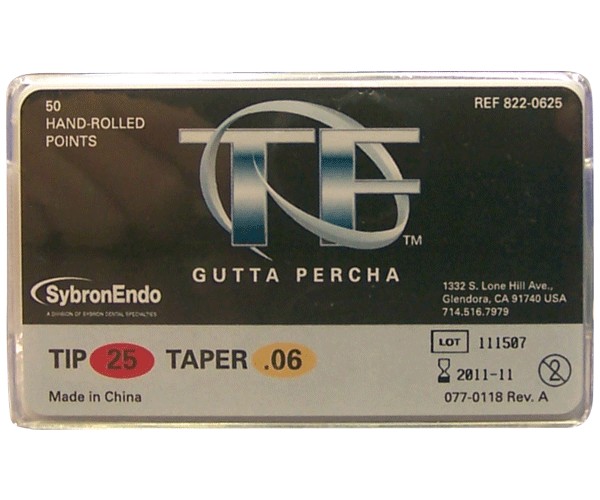 50
HAND-ROLLED
POINTS
REF 822-0625
TF™
GUTTA PERCHA
SybronEndo
A DIVISION OF SYBRON DENTAL SPECIALTIES
1332 S. Lone Hill Ave.,
Glendora, CA 91740 USA
714.516.7979
TIP 25 TAPER .06
LOT 111507
2011-11
2
Made in China
077-0118 Rev. A